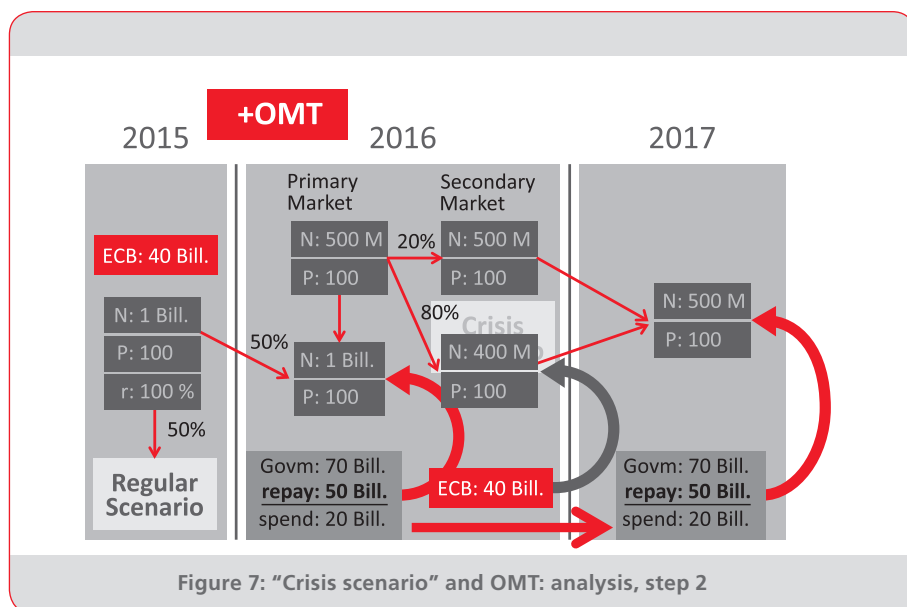 +OMT
2015
2016
2017
Primary
Market
Secondary
Market
ECB: 40 Bill.
N: 1 Bill.
P: 100
r: 100 %
50%
50%
Regular
Scenario
N: 500 M
P: 100
20%
80%
N: 500 M
P: 100
N: 1 Bill.
P: 100
Crisis
N: 400 M
P: 100
N: 500 M
P: 100
Govm: 70 Bill.
repay: 50 Bill.
spend: 20 Bill.
ECB: 40 Bill.
Govm: 70 Bill.
repay: 50 Bill.
spend: 20 Bill.
Figure 7: “Crisis scenario” and OMT: analysis, step 2